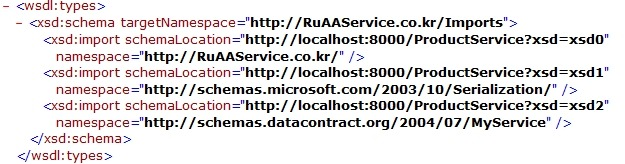 - <wsdl:types>
- <xsd:schema targetNamespace="http://RuAAService.co.kr/Imports">
<xsd:import schemaLocation="http://localhost:8000/ProductService?xsd=xsd0"
namespace="http://RuAAService.co.kr/" />
<xsd:import schemaLocation="http://localhost:8000/ProductService?xsd=xsd1"
namespace="http://schemas.microsoft.com/2003/10/Serialization/" />
<xsd:import schemaLocation="http://localhost:8000/ProductService?xsd=xsd2"
namespace="http://schemas.datacontract.org/2004/07/MyService" />
</xsd:schema>
</wsdl:types>